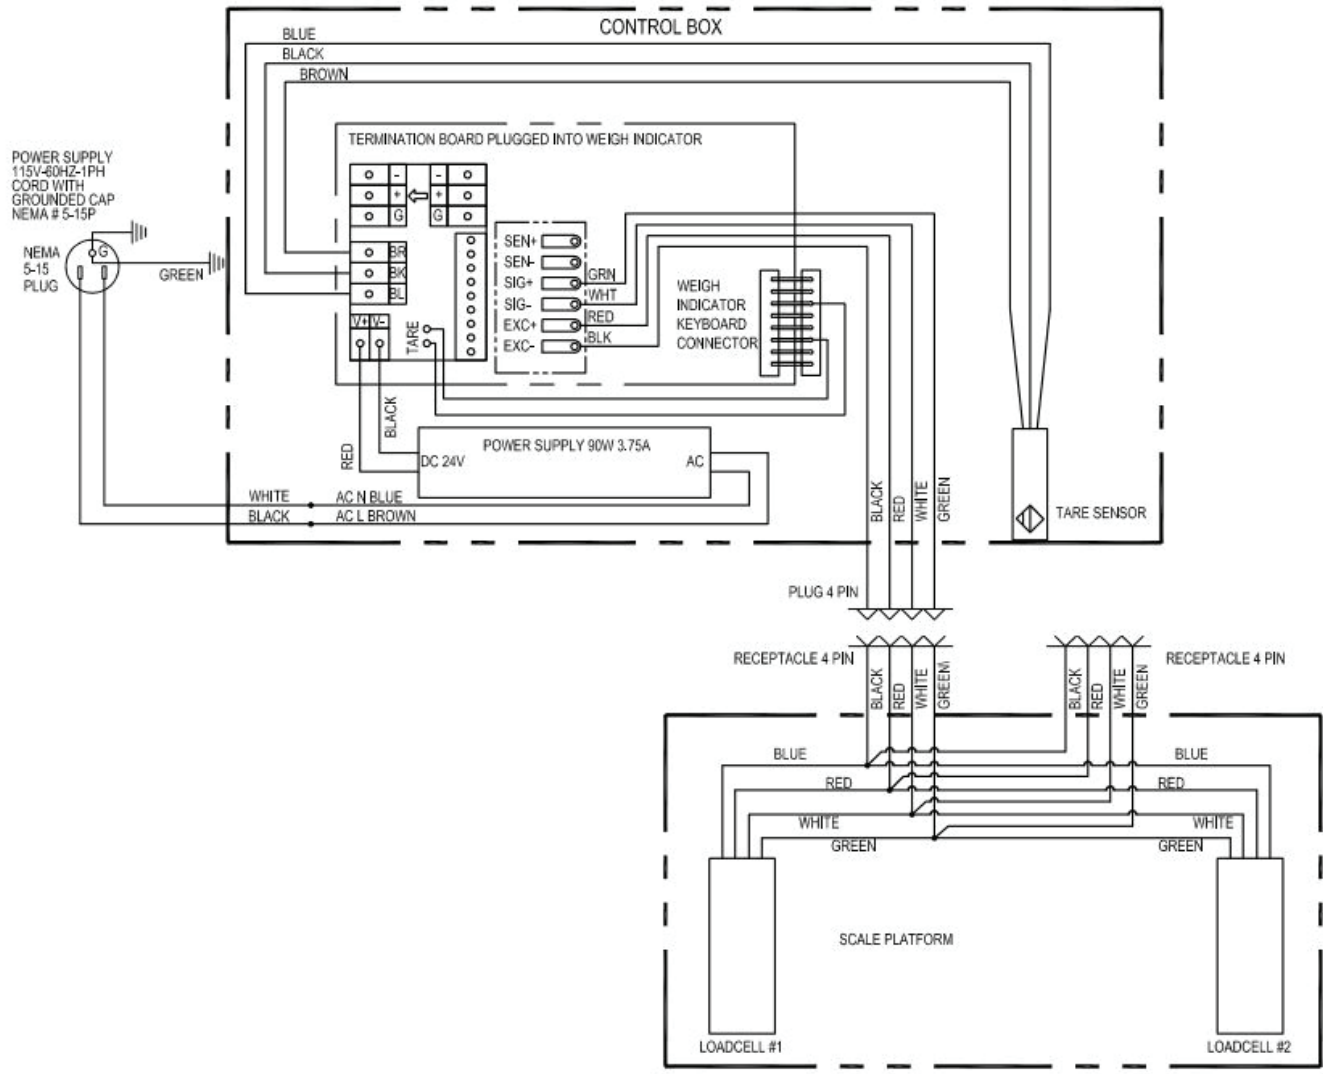 CONTROL BOX
BLUE
BLACK
BROWN
TERMINATION BOARD PLUGGED INTO WEIGH INDICATOR
POWER SUPPLY
115V-60HZ-1PH
CORD WITH
GROUNDED CAP
NEMA # 5-15P
NEMA
5-15
PLUG
G
GREEN
- -
+ +
G G
BR
BK
BL
V+ V-
TARE
SEN+
SEN-
SIG+
SIG-
EXC+
EXC-
GRN
WHT
RED
BLK
WEIGH
INDICATOR
KEYBOARD
CONNECTOR
RED
BLACK
POWER SUPPLY 90W 3.75A
DC 24V
AC
WHITE
AC N BLUE
BLACK
AC L BROWN
BLACK
RED
WHITE
GREEN
TARE SENSOR
PLUG 4 PIN
RECEPTACLE 4 PIN
BLACK
RED
WHITE
GREEN
RECEPTACLE 4 PIN
BLACK
RED
WHITE
GREEN
BLUE
BLUE
RED
RED
WHITE
WHITE
GREEN
GREEN
SCALE PLATFORM
LOADCELL #1
LOADCELL #2